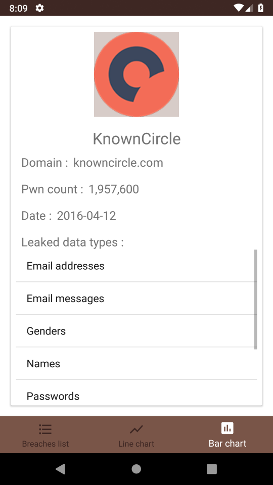 8:09
KnownCircle
Domain : knowncircle.com
Pwn count : 1,957,600
Date : 2016-04-12
Leaked data types :
Email addresses
Email messages
Genders
Names
Passwords
Breaches list
Line chart
Bar chart